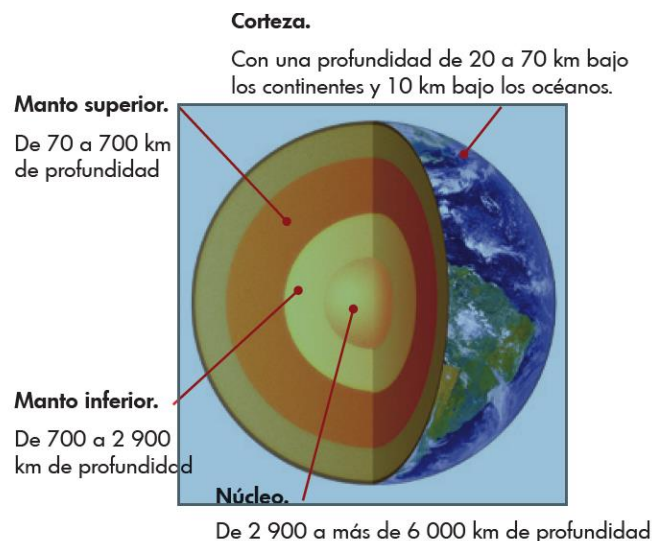 Corteza.
Con una profundidad de 20 a 70 km bajo
los continentes y 10 km bajo los océanos.
Manto superior.
De 70 a 700 km
de profundidad
Manto inferior.
De 700 a 2 900
km de profundidad
Núcleo.
De 2 900 a más de 6 000 km de profundidad